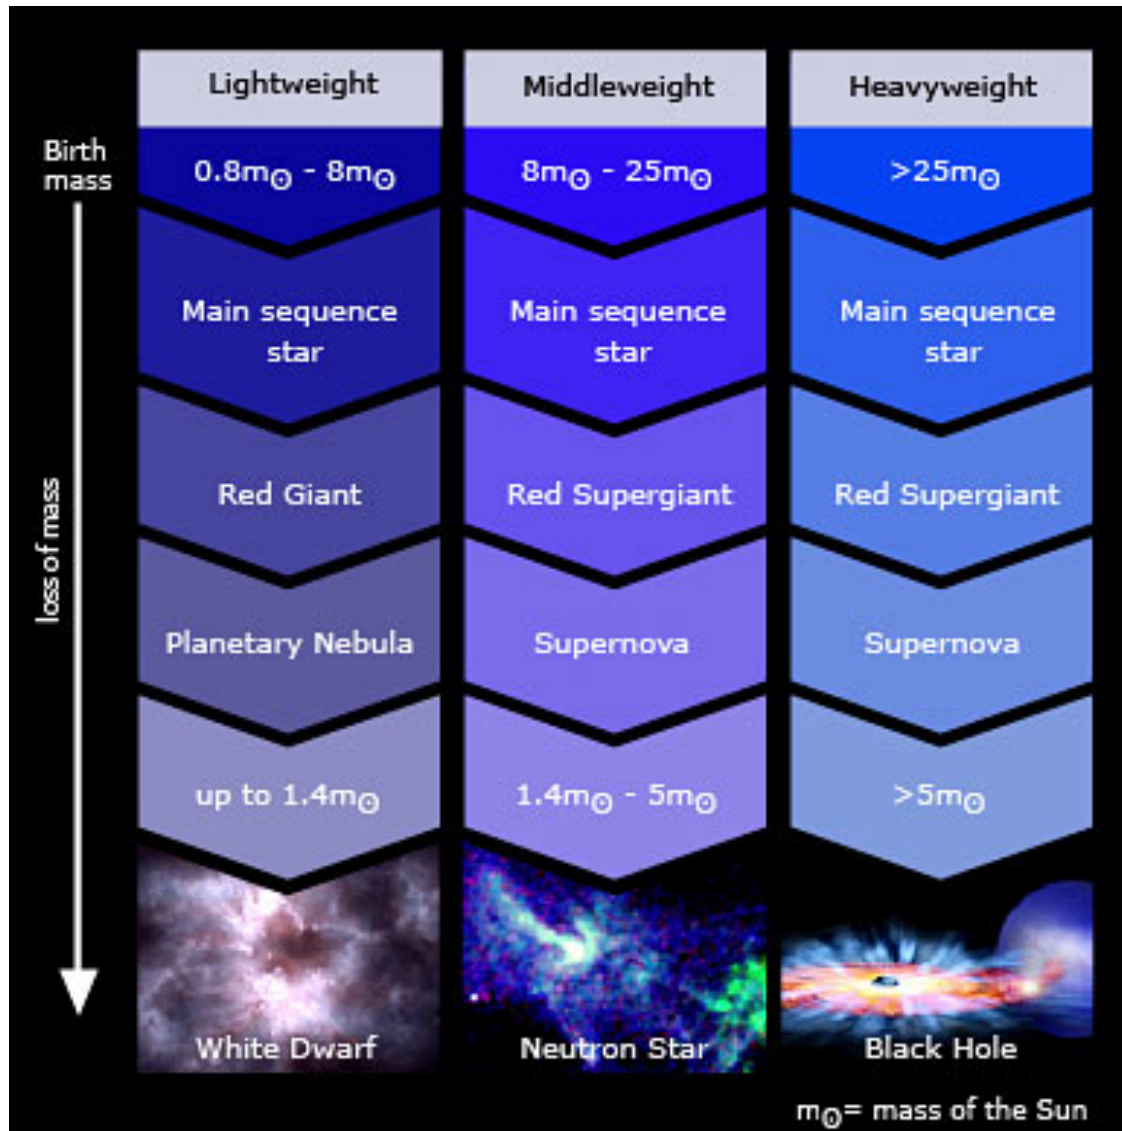 Lightweight
Middleweight
Heavyweight
Birth
mass
0.8m☉ - 8m☉
8m☉ - 25m☉
>25m☉
Main sequence
star
Main sequence
star
Main sequence
star
loss of mass
Red Giant
Red Supergiant
Red Supergiant
Planetary Nebula
Supernova
Supernova
up to 1.4m☉
1.4m☉ - 5m☉
>5m☉
White Dwarf
Neutron Star
Black Hole
m☉= mass of the Sun